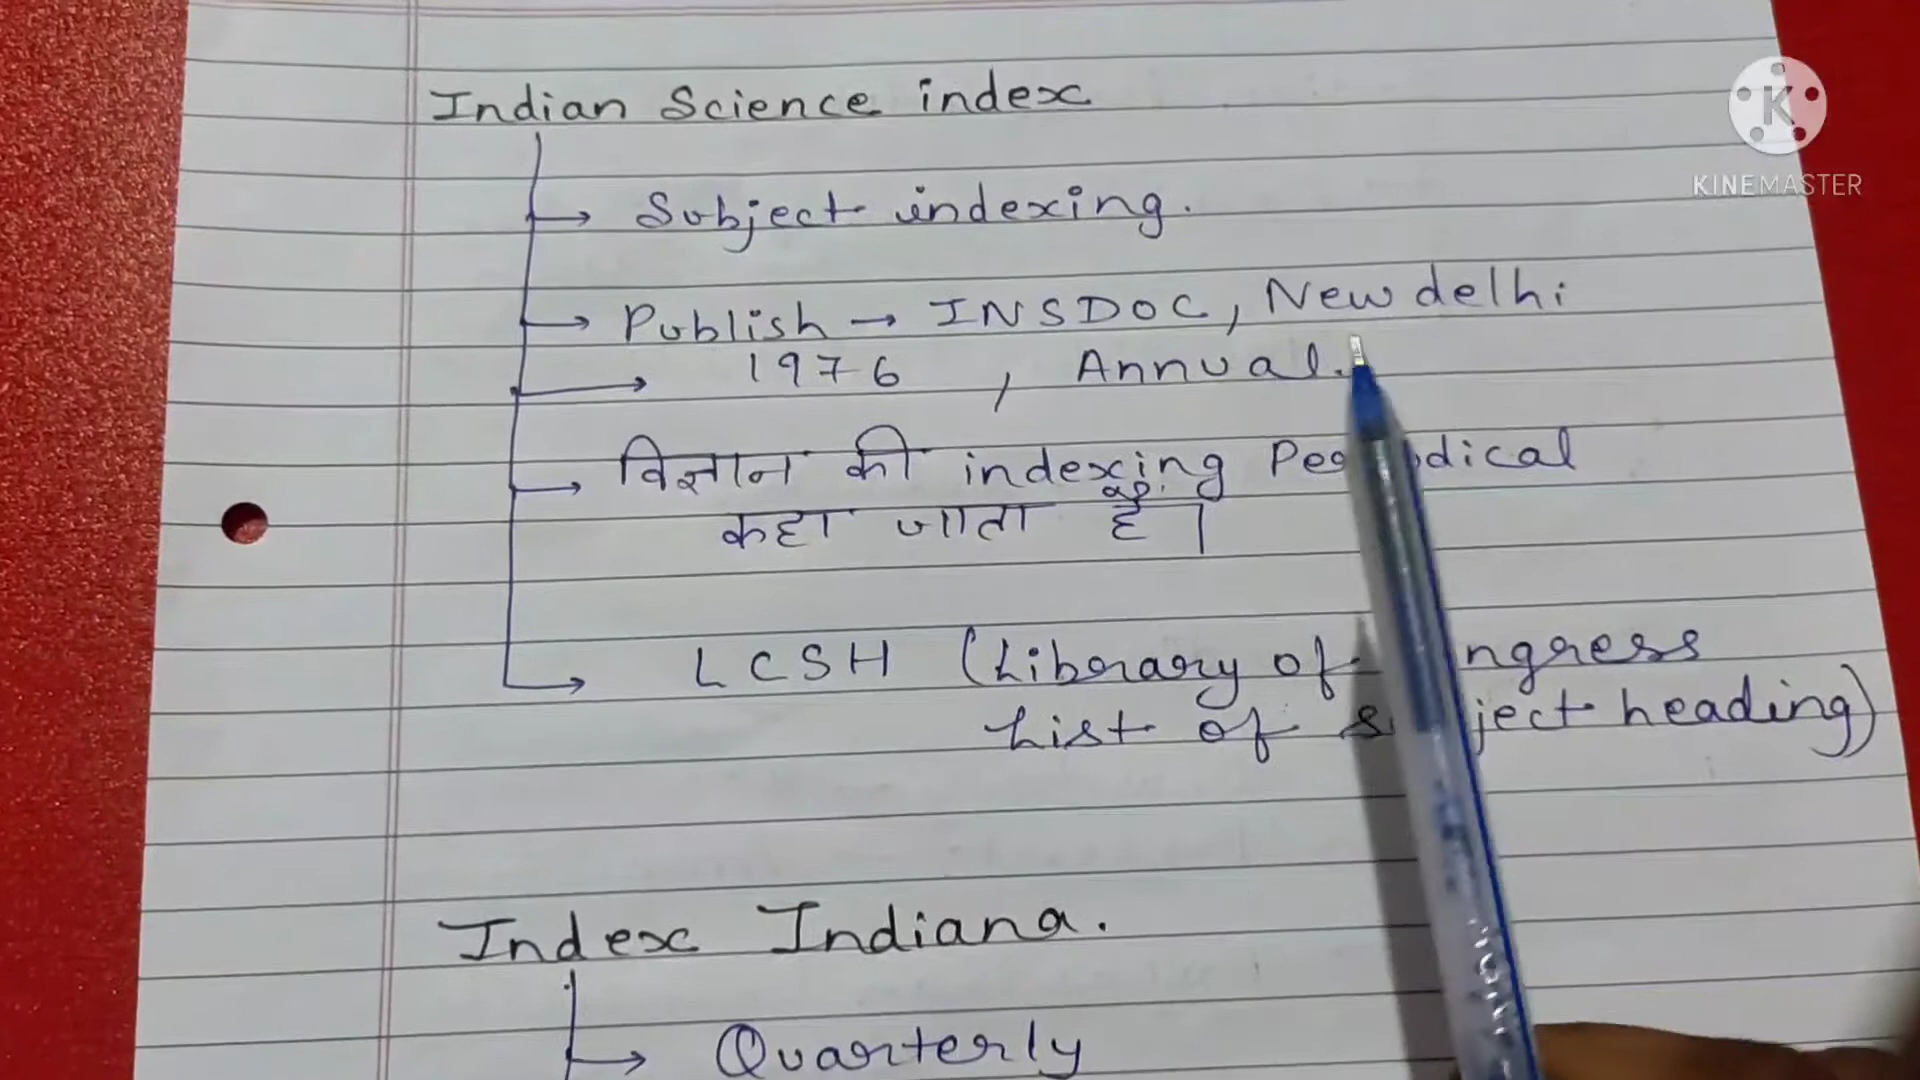 Indian Science index
K
KINEMASTER
→ Subject indexing.
→ Publish → INSDOC, New delhi
→ 1976 , Annual.
→ विज्ञान की indexing
कहा जाता है |
→ LCSH (Library of
List of heading)
Index Indiana.
→ Quarterly